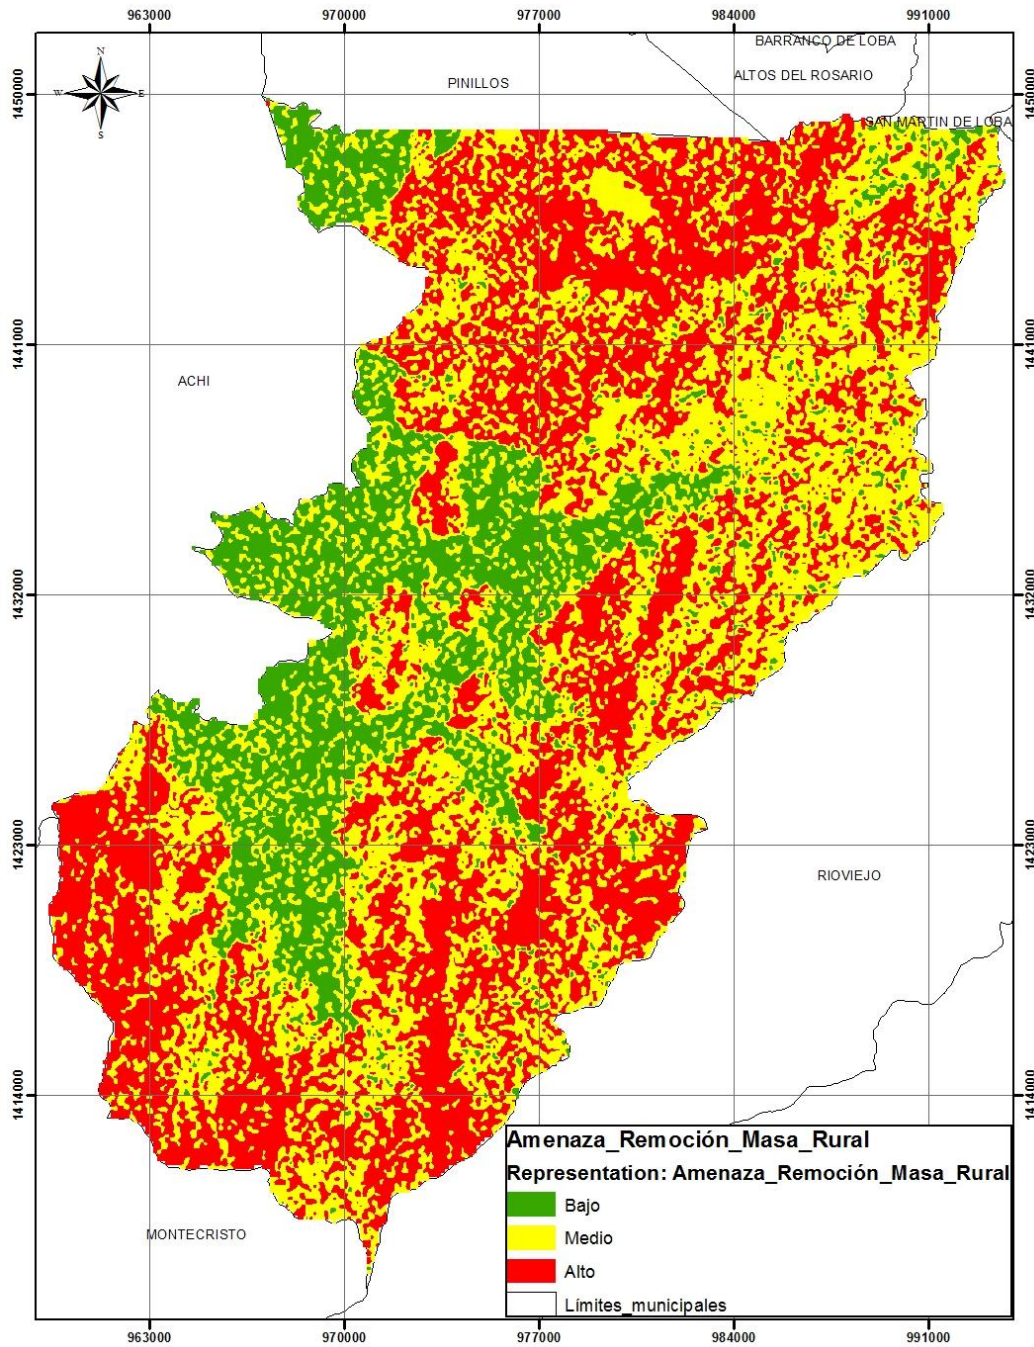 963000 970000 977000 984000 991000
BARRANCO DE LOBA
ALTOS DEL ROSARIO
PINILLOS
N
W E
S
1450000 1450000
SAN MARTIN DE LOBA
1441000 1441000
ACHI
1432000 1432000
1423000 1423000
RIOVIEJO
1414000 1414000
Amenaza_Remoción_Masa_Rural
Representation: Amenaza_Remoción_Masa_Rural
Bajo
Medio
Alto
Límites_municipales
MONTECRISTO
963000 970000 977000 984000 991000